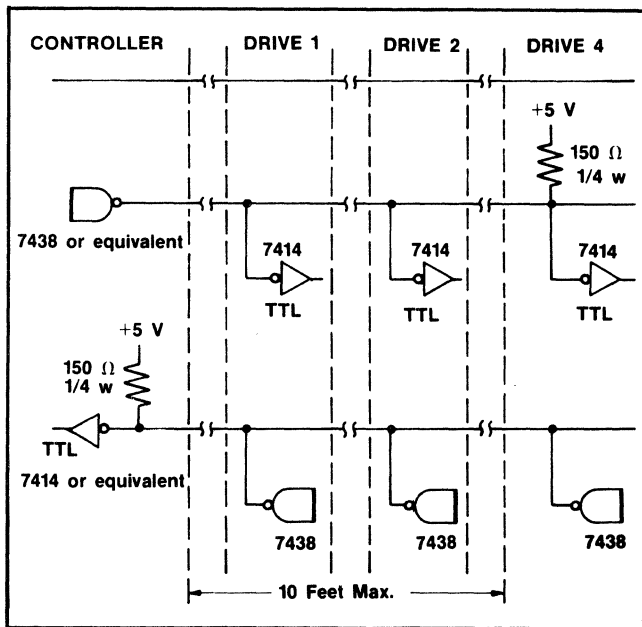 CONTROLLER DRIVE 1 DRIVE 2 DRIVE 4
+5 V
150 Ω
1/4 w
7438 or equivalent
7414 7414 7414
TTL TTL TTL
+5 V
150 Ω
1/4 w
TTL
7414 or equivalent
7438 7438 7438
10 Feet Max.